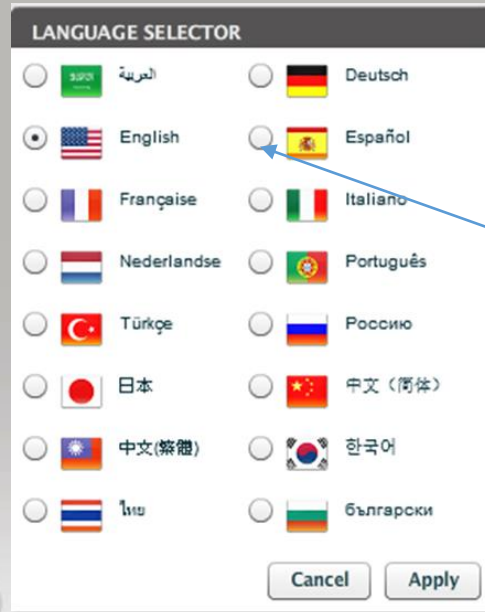 LANGUAGE SELECTOR
العربية
Deutsch
English
Español
Française
Italiano
Nederlandse
Português
Türkçe
Россию
日本
中文（简体）
中文(繁體)
한국어
ไทย
български
Cancel
Apply